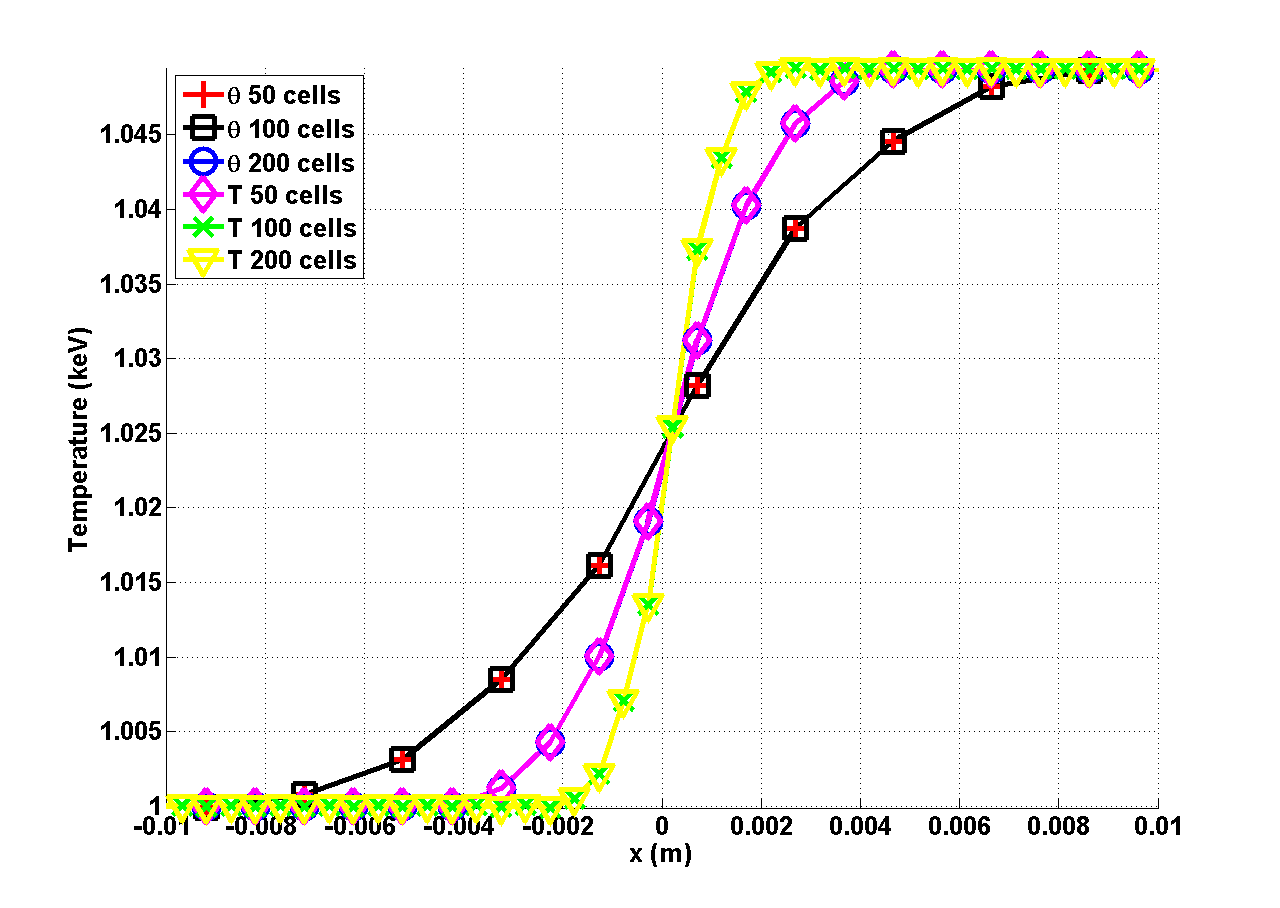 θ 50 cells
θ 100 cells
θ 200 cells
T 50 cells
T 100 cells
T 200 cells
1.045
1.04
1.035
1.03
1.025
1.02
1.015
1.01
1.005
1
Temperature (keV)
-0.01 -0.008 -0.006 -0.004 -0.002 0 0.002 0.004 0.006 0.008 0.01
x (m)